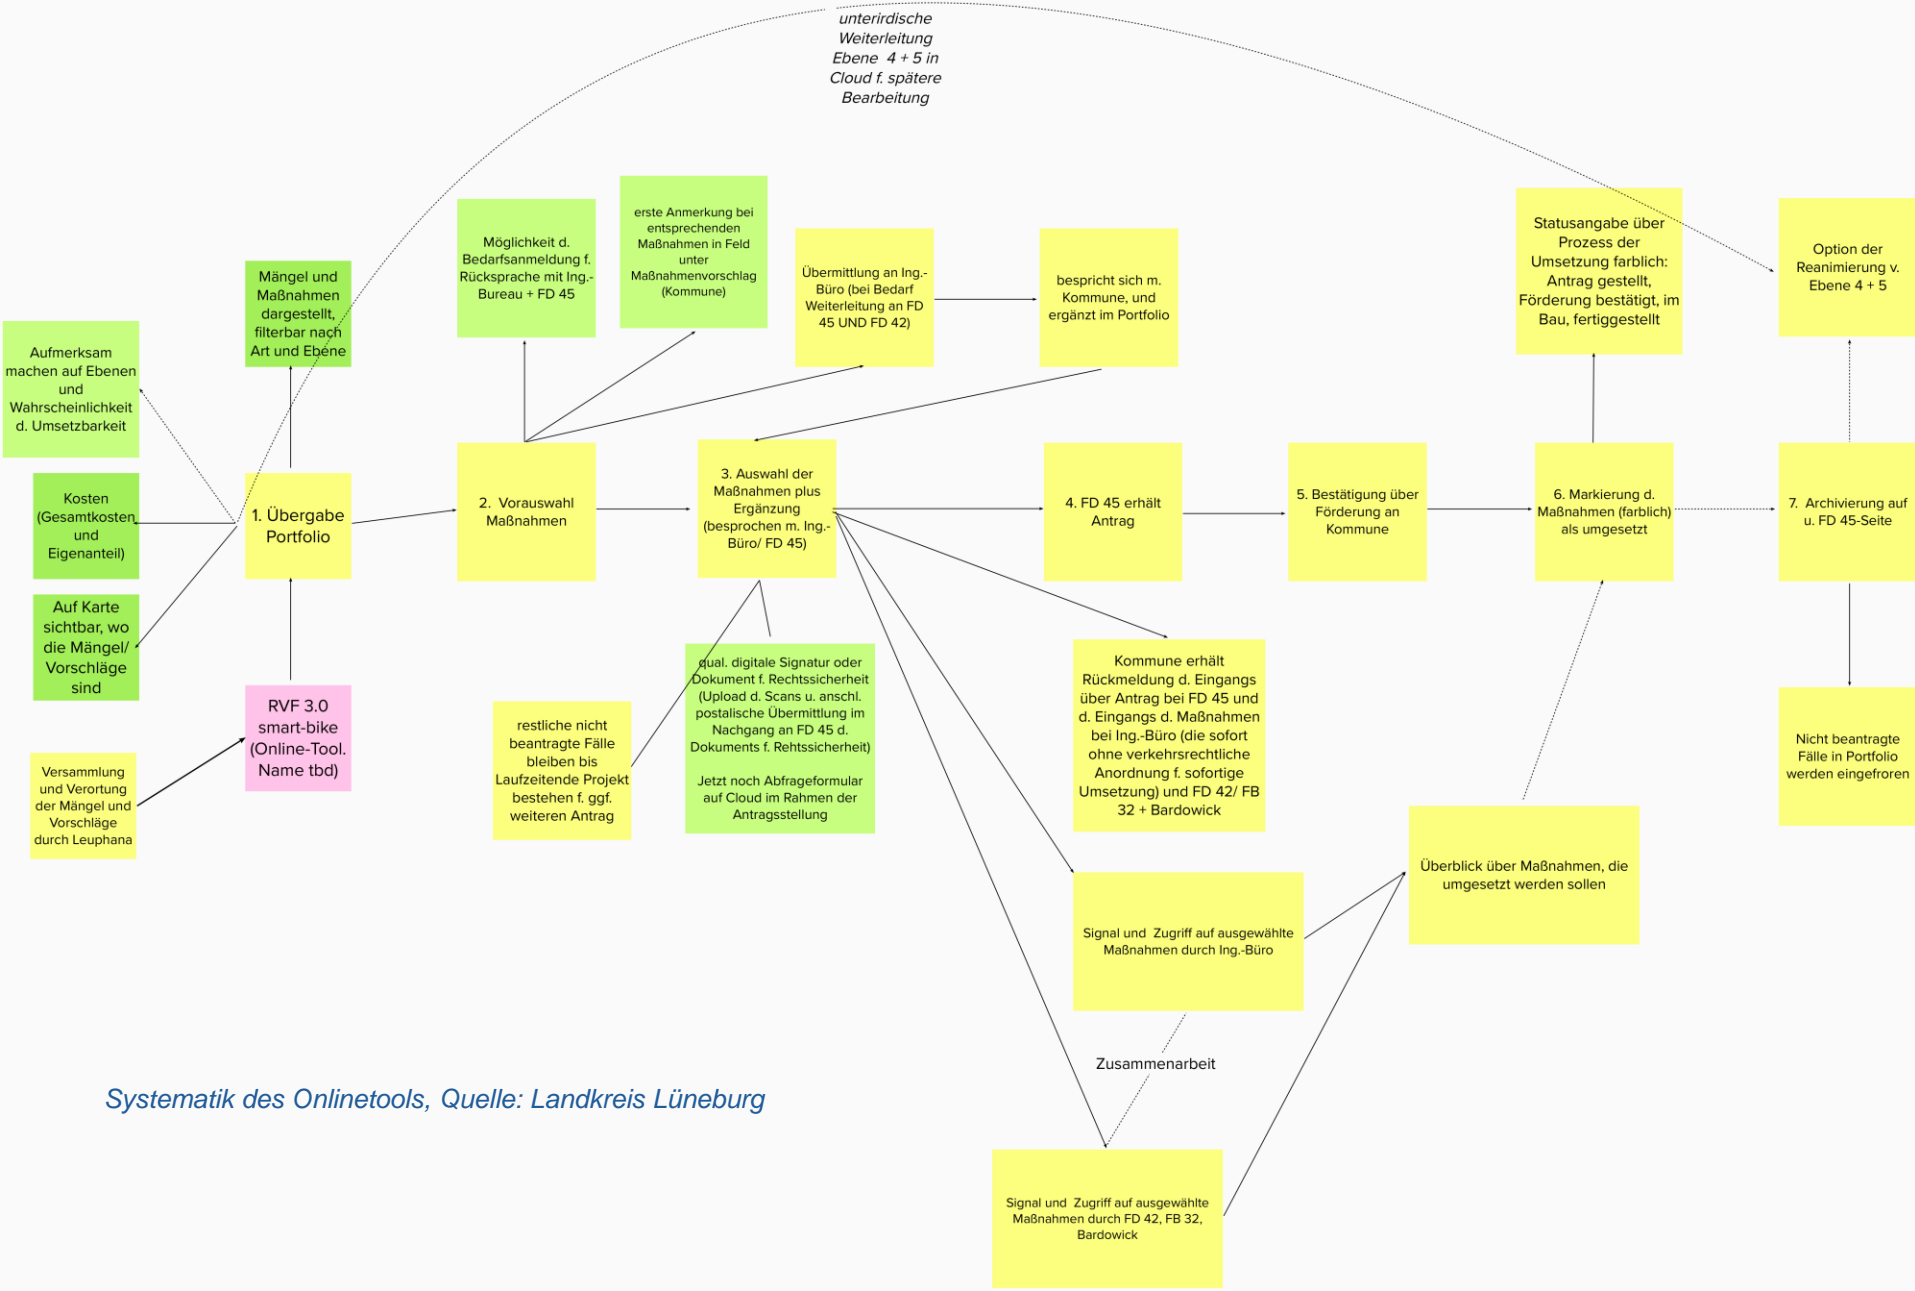 unterirdische
Weiterleitung
Ebene 4 + 5 in
Cloud f. spätere
Bearbeitung
Aufmerksam
machen auf Ebenen
und
Wahrscheinlichkeit
d. Umsetzbarkeit
Kosten
(Gesamtkosten
und
Eigenanteil)
Auf Karte
sichtbar, wo
die Mängel/
Vorschläge
sind
Versammlung
und Verortung
der Mängel und
Vorschläge
durch Leuphana
Mängel und
Maßnahmen
dargestellt,
filterbar nach
Art und Ebene
1. Übergabe
Portfolio
RVF 3.0
smart-bike
(Online-Tool.
Name tbd)
Möglichkeit d.
Bedarfsanmeldung f.
Rücksprache mit Ing.-
Bureau + FD 45
erste Anmerkung bei
entsprechenden
Maßnahmen in Feld
unter
Maßnahmenvorschlag
(Kommune)
Übermittlung an Ing.-
Büro (bei Bedarf
Weiterleitung an FD
45 UND FD 42)
bespricht sich m.
Kommune, und
ergänzt im Portfolio
2. Vorauswahl
Maßnahmen
3. Auswahl der
Maßnahmen plus
Ergänzung
(besprochen m. Ing.-
Büro/ FD 45)
restliche nicht
beantragte Fälle
bleiben bis
Laufzeitende Projekt
bestehen f. ggf.
weiteren Antrag
qual. digitale Signatur oder
Dokument f. Rechtssicherheit
(Upload d. Scans u. anschl.
postalische Übermittlung im
Nachgang an FD 45 d.
Dokuments f. Rehtssicherheit)
Jetzt noch Abfrageformular
auf Cloud im Rahmen der
Antragsstellung
4. FD 45 erhält
Antrag
Kommune erhält
Rückmeldung d. Eingangs
über Antrag bei FD 45 und
d. Eingangs d. Maßnahmen
bei Ing.-Büro (die sofort
ohne verkehrsrechtliche
Anordnung f. sofortige
Umsetzung) und FD 42/ FB
32 + Bardowick
5. Bestätigung über
Förderung an
Kommune
Statusangabe über
Prozess der
Umsetzung farblich:
Antrag gestellt,
Förderung bestätigt, im
Bau, fertiggestellt
6. Markierung d.
Maßnahmen (farblich)
als umgesetzt
Option der
Reanimierung v.
Ebene 4 + 5
7. Archivierung auf
u. FD 45-Seite
Nicht beantragte
Fälle in Portfolio
werden eingefroren
Überblick über Maßnahmen, die
umgesetzt werden sollen
Signal und Zugriff auf ausgewählte
Maßnahmen durch Ing.-Büro
Zusammenarbeit
Signal und Zugriff auf ausgewählte
Maßnahmen durch FD 42, FB 32,
Bardowick
Systematik des Onlinetools, Quelle: Landkreis Lüneburg